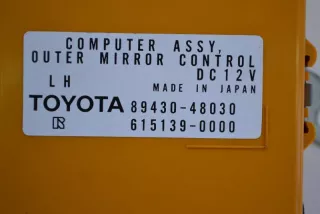 COMPUTER ASSY,
OUTER MIRROR CONTROL
DC12V
LH MADE IN JAPAN
TOYOTA 89430-48030
615139-0000